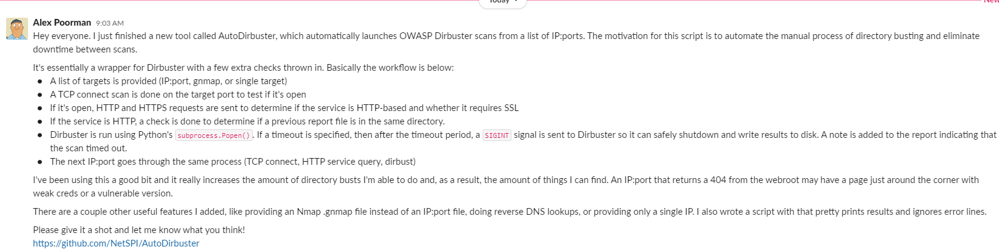 Today
New
Alex Poorman 9:03 AM
Hey everyone. I just finished a new tool called AutoDirbuster, which automatically launches OWASP Dirbuster scans from a list of IP:ports. The motivation for this script is to automate the manual process of directory busting and eliminate
downtime between scans.
It's essentially a wrapper for Dirbuster with a few extra checks thrown in. Basically the workflow is below:
● A list of targets is provided (IP:port, gnmap, or single target)
● A TCP connect scan is done on the target port to test if it's open
● If it's open, HTTP and HTTPS requests are sent to determine if the service is HTTP-based and whether it requires SSL
● If the service is HTTP, a check is done to determine if a previous report file is in the same directory.
● Dirbuster is run using Python's subprocess.Popen(). If a timeout is specified, then after the timeout period, a SIGINT signal is sent to Dirbuster so it can safely shutdown and write results to disk. A note is added to the report indicating that
the scan timed out.
● The next IP:port goes through the same process (TCP connect, HTTP service query, dirbust)
I've been using this a good bit and it really increases the amount of directory busts I'm able to do and, as a result, the amount of things I can find. An IP:port that returns a 404 from the webroot may have a page just around the corner with
weak creds or a vulnerable version.
There are a couple other useful features I added, like providing an Nmap .gnmap file instead of an IP:port file, doing reverse DNS lookups, or providing only a single IP. I also wrote a script with that pretty prints results and ignores error lines.
Please give it a shot and let me know what you think!
https://github.com/NetSPI/AutoDirbuster